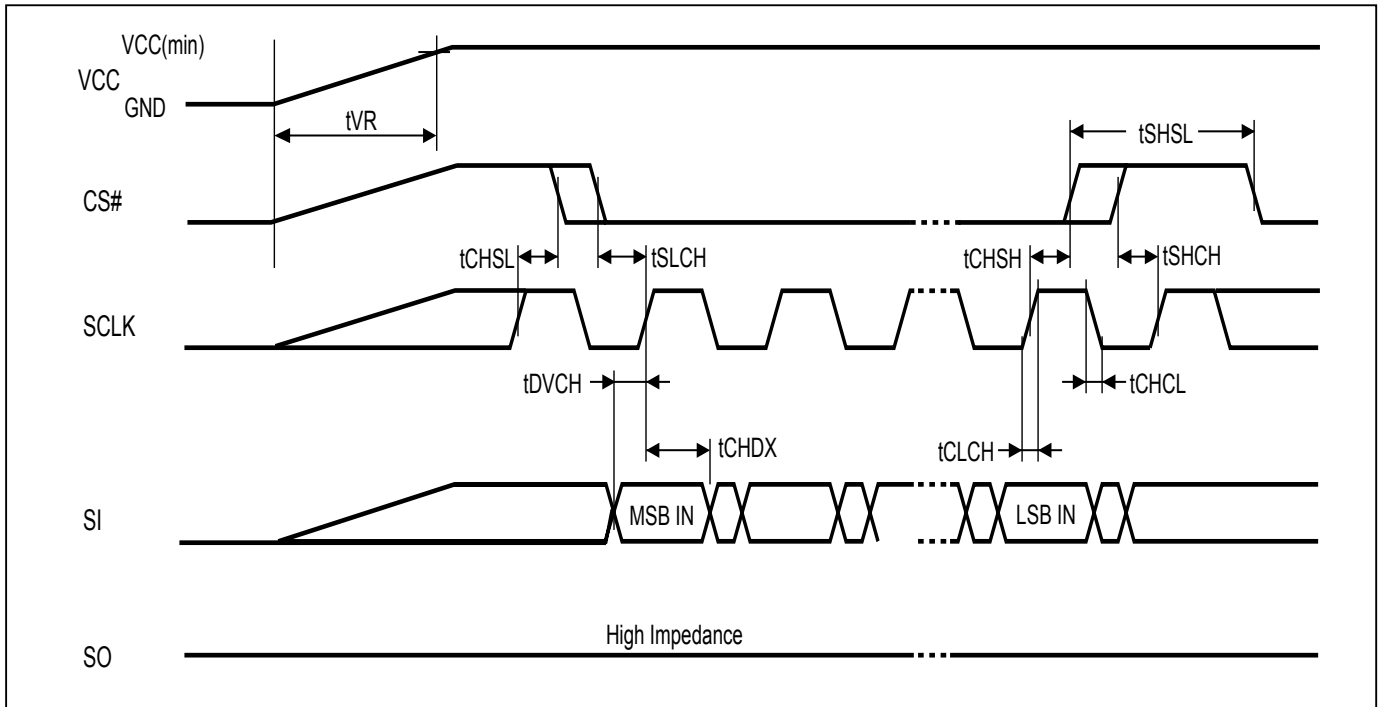 VCC(min)
VCC
GND
tVR
tSHSL
CS#
tCHSL
tSLCH
tCHSH
tSHCH
SCLK
tDVCH
tCHCL
tCHDX
tCLCH
SI
MSB IN
LSB IN
High Impedance
SO